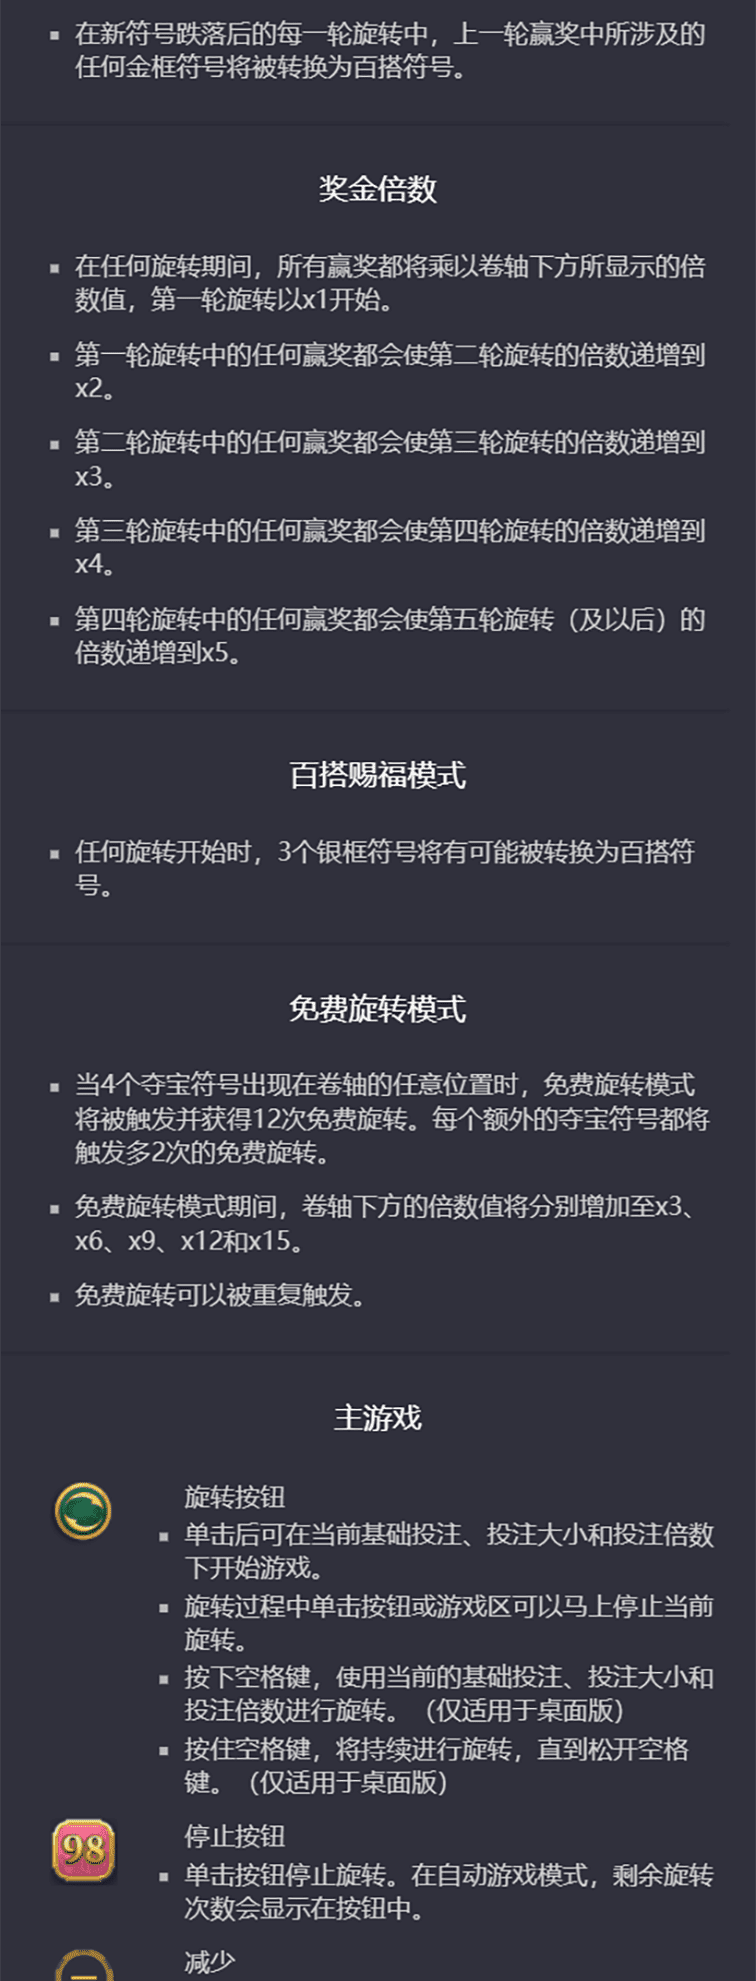 在新符号跌落后的每一轮旋转中，上一轮赢奖中所涉及的
任何金框符号将被转换为百搭符号。
奖金倍数
在任何旋转期间，所有赢奖都将乘以卷轴下方所显示的倍
数值，第一轮旋转以x1开始。
第一轮旋转中的任何赢奖都会使第二轮旋转的倍数递增到
x2。
第二轮旋转中的任何赢奖都会使第三轮旋转的倍数递增到
x3。
第三轮旋转中的任何赢奖都会使第四轮旋转的倍数递增到
x4。
第四轮旋转中的任何赢奖都会使第五轮旋转（及以后）的
倍数递增到x5。
百搭赐福模式
任何旋转开始时，3个银框符号将有可能被转换为百搭符
号。
免费旋转模式
当4个夺宝符号出现在卷轴的任意位置时，免费旋转模式
将被触发并获得12次免费旋转。每个额外的夺宝符号都将
触发多2次的免费旋转。
免费旋转模式期间，卷轴下方的倍数值将分别增加至x3、
x6、x9、x12和x15。
免费旋转可以被重复触发。
主游戏
旋转按钮
单击后可在当前基础投注、投注大小和投注倍数
下开始游戏。
旋转过程中单击按钮或游戏区可以马上停止当前
旋转。
按下空格键，使用当前的基础投注、投注大小和
投注倍数进行旋转。（仅适用于桌面版）
按住空格键，将持续进行旋转，直到松开空格
键。（仅适用于桌面版）
98
停止按钮
单击按钮停止旋转。在自动游戏模式，剩余旋转
次数会显示在按钮中。
减少